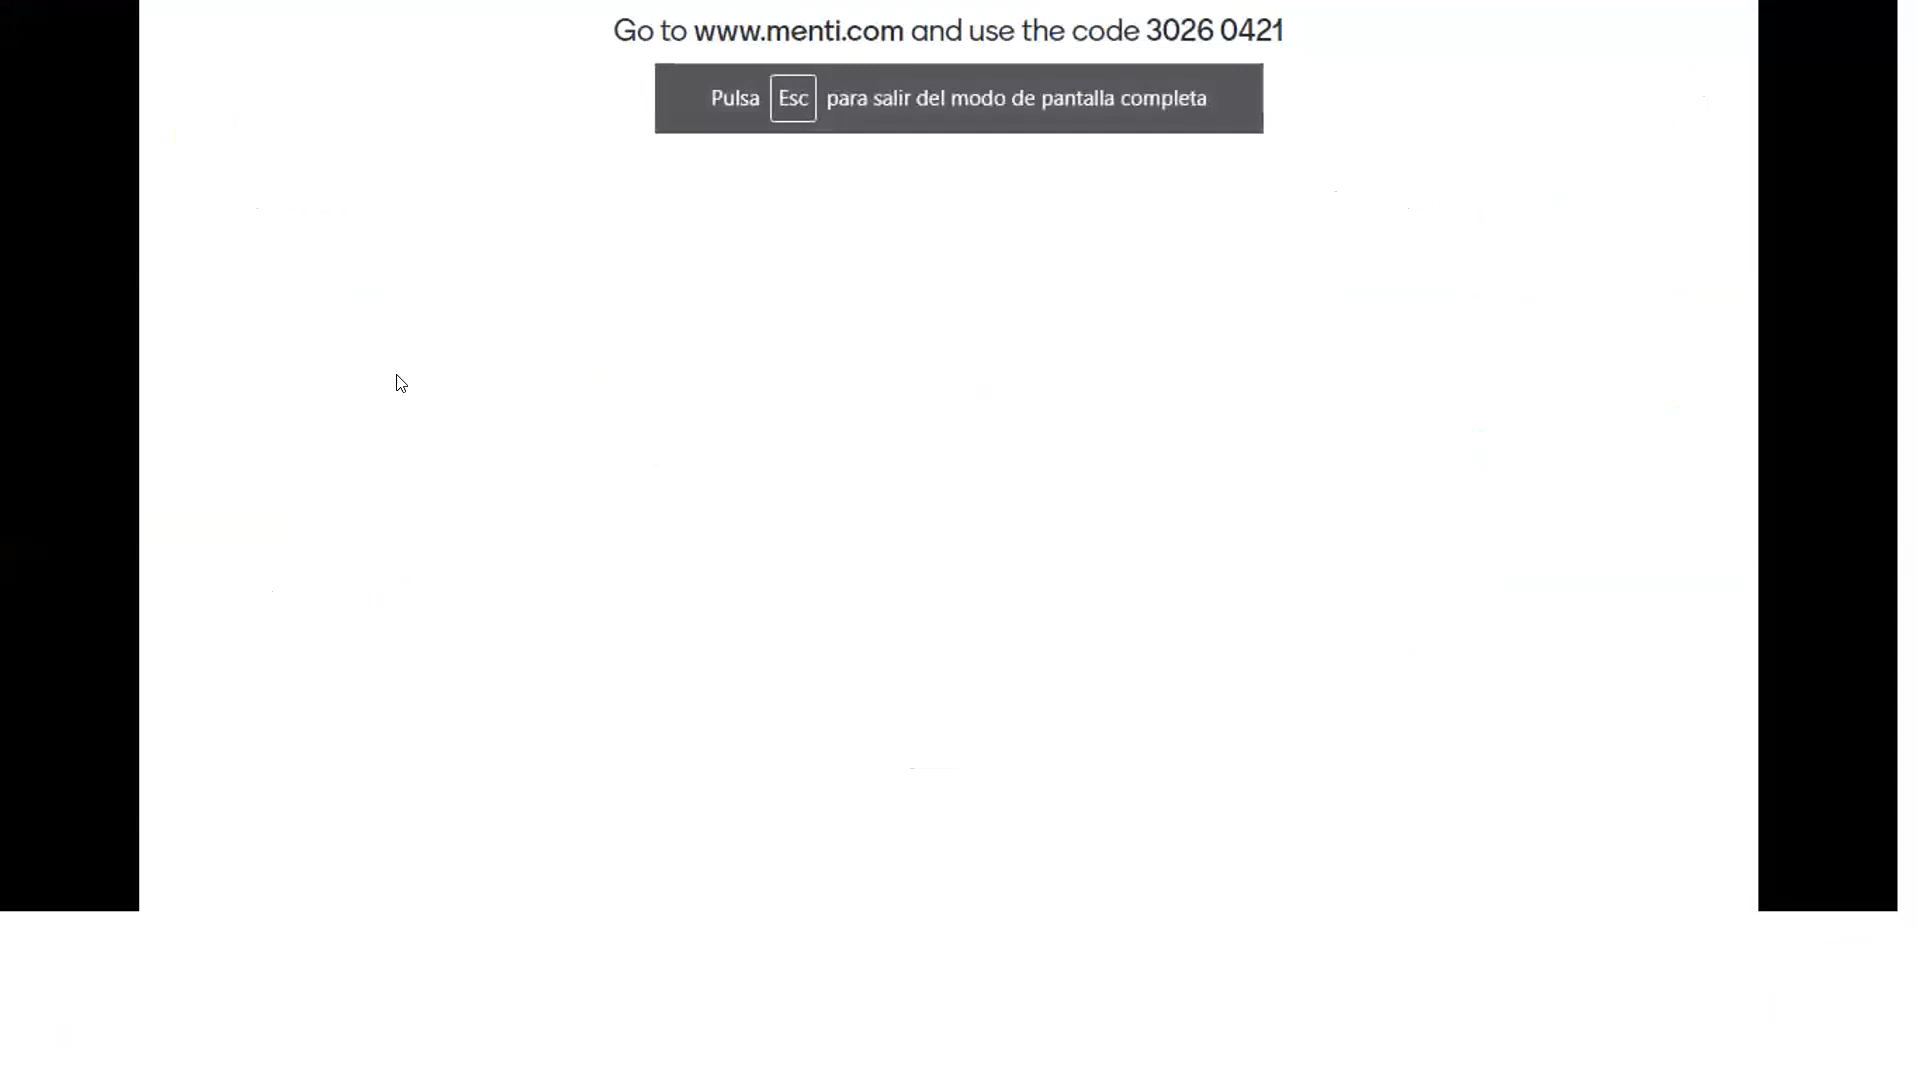 Go to www.menti.com and use the code 3026 0421
Pulsa Esc para salir del modo de pantalla completa